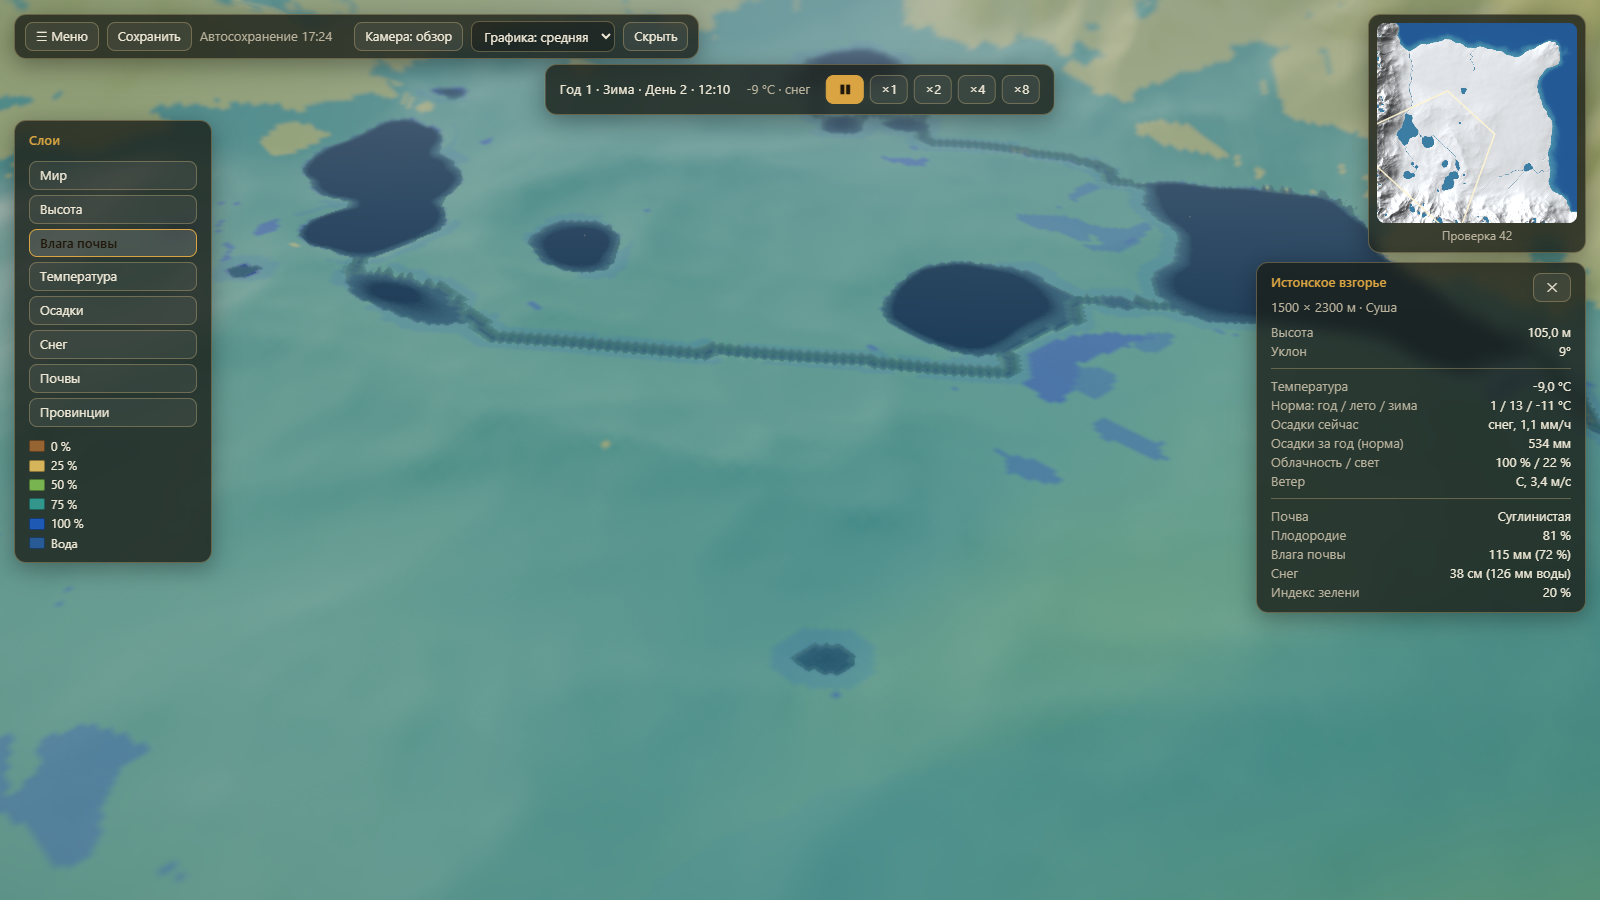 ☰ Меню
Сохранить
Автосохранение 17:24
Камера: обзор
Графика: средняя
Скрыть
Год 1 · Зима · День 2 · 12:10
-9 °C · снег
×1
×2
×4
×8
Слои
Мир
Высота
Влага почвы
Температура
Осадки
Снег
Почвы
Провинции
0 %
25 %
50 %
75 %
100 %
Вода
Проверка 42
Истонское взгорье
✕
1500 × 2300 м · Суша
Высота 105,0 м
Уклон 9°
Температура -9,0 °C
Норма: год / лето / зима 1 / 13 / -11 °C
Осадки сейчас снег, 1,1 мм/ч
Осадки за год (норма) 534 мм
Облачность / свет 100 % / 22 %
Ветер С, 3,4 м/с
Почва Суглинистая
Плодородие 81 %
Влага почвы 115 мм (72 %)
Снег 38 см (126 мм воды)
Индекс зелени 20 %